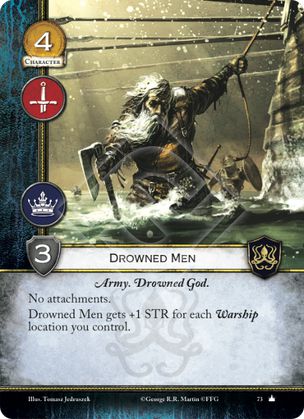 4
Character
3
Drowned Men
Army. Drowned God.
No attachments.
Drowned Men gets +1 STR for each Warship
location you control.
Illus. Tomasz Jedruszek ©George R.R. Martin ©FFG 73